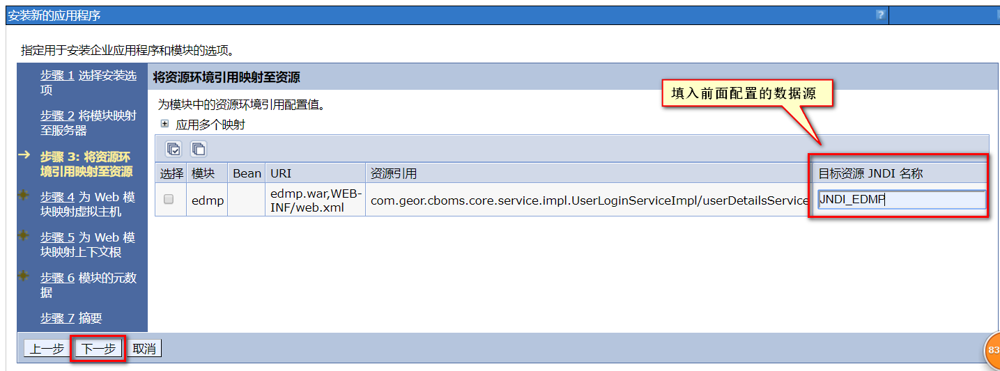 安装新的应用程序
?
指定用于安装企业应用程序和模块的选项。
步骤 1 选择安装选
项
步骤 2 将模块映射
至服务器
步骤 3: 将资源环
境引用映射至资源
步骤 4 为 Web 模
块映射虚拟主机
步骤 5 为 Web 模
块映射上下文根
步骤 6 模块的元数
据
步骤 7 摘要
将资源环境引用映射至资源
填入前面配置的数据源
为模块中的资源环境引用配置值。
应用多个映射
选择 模块 Bean URI 资源引用 目标资源 JNDI 名称
edmp edmp.war,WEB-
INF/web.xml com.geor.cboms.core.service.impl.UserLoginServiceImpl/userDetailsService JNDI_EDMP
上一步 下一步 取消
83